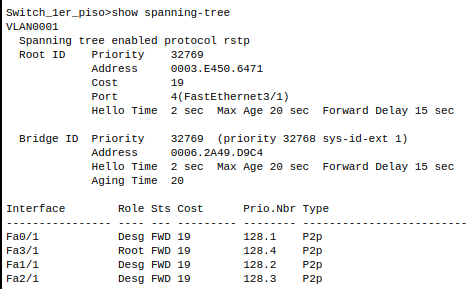 Switch_1er_piso>show spanning-tree
VLAN0001
  Spanning tree enabled protocol rstp
  Root ID    Priority    32769
             Address     0003.E450.6471
             Cost        19
             Port        4(FastEthernet3/1)
             Hello Time  2 sec  Max Age 20 sec  Forward Delay 15 sec

  Bridge ID  Priority    32769  (priority 32768 sys-id-ext 1)
             Address     0006.2A49.D9C4
             Hello Time  2 sec  Max Age 20 sec  Forward Delay 15 sec
             Aging Time  20

Interface        Role Sts Cost      Prio.Nbr Type
---------------- ---- --- --------- -------- --------------------------------
Fa0/1            Desg FWD 19        128.1    P2p
Fa3/1            Root FWD 19        128.4    P2p
Fa1/1            Desg FWD 19        128.2    P2p
Fa2/1            Desg FWD 19        128.3    P2p